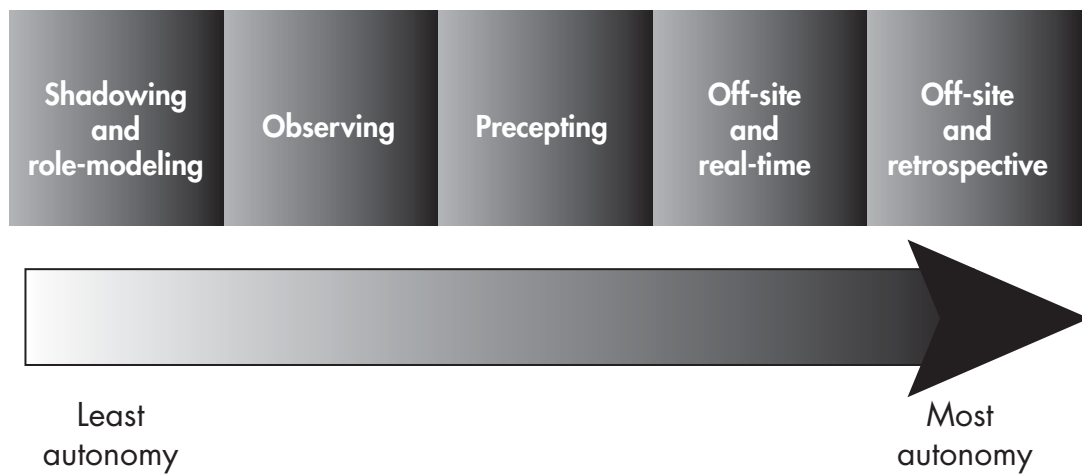 Shadowing
and
role-modeling
Observing
Precepting
Off-site
and
real-time
Off-site
and
retrospective
Least
autonomy
Most
autonomy